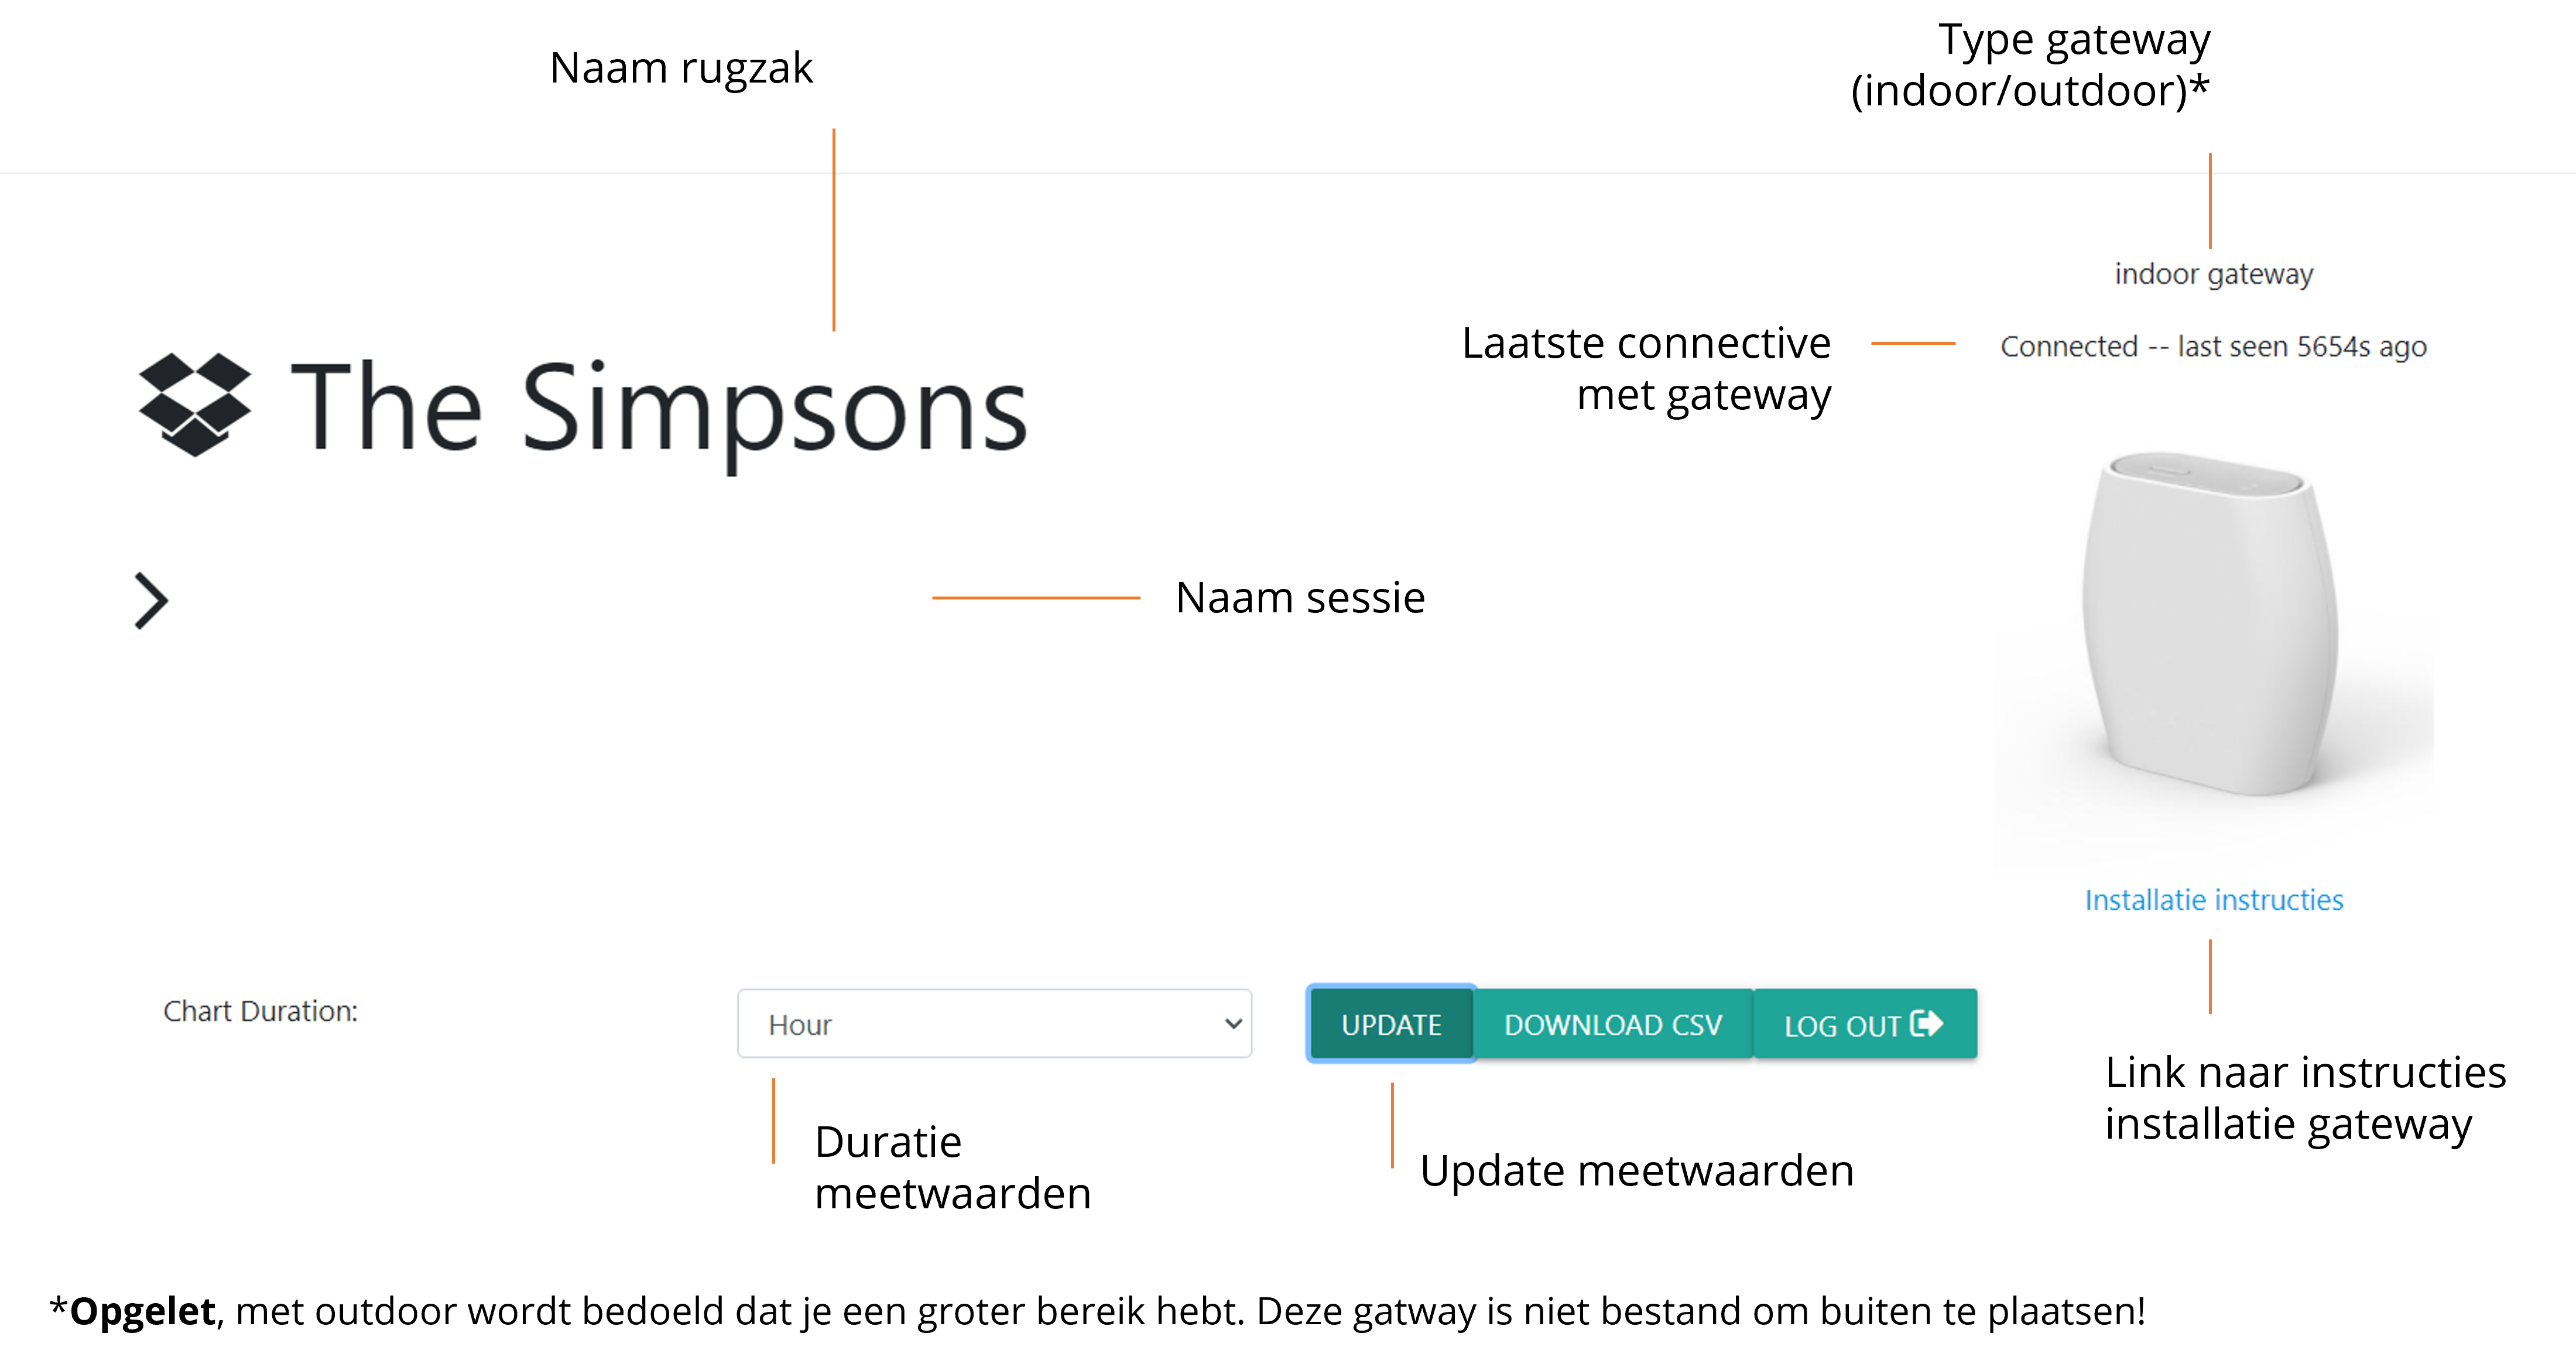 Naam rugzak
Type gateway
(indoor/outdoor)*
indoor gateway
Laatste connective
met gateway
Connected -- last seen 5654s ago
The Simpsons
Naam sessie
Installatie instructies
Chart Duration:
Hour
UPDATE
DOWNLOAD CSV
LOG OUT
Link naar instructies
installatie gateway
Duratie
meetwaarden
Update meetwaarden
*Opgelet, met outdoor wordt bedoeld dat je een groter bereik hebt. Deze gatway is niet bestand om buiten te plaatsen!